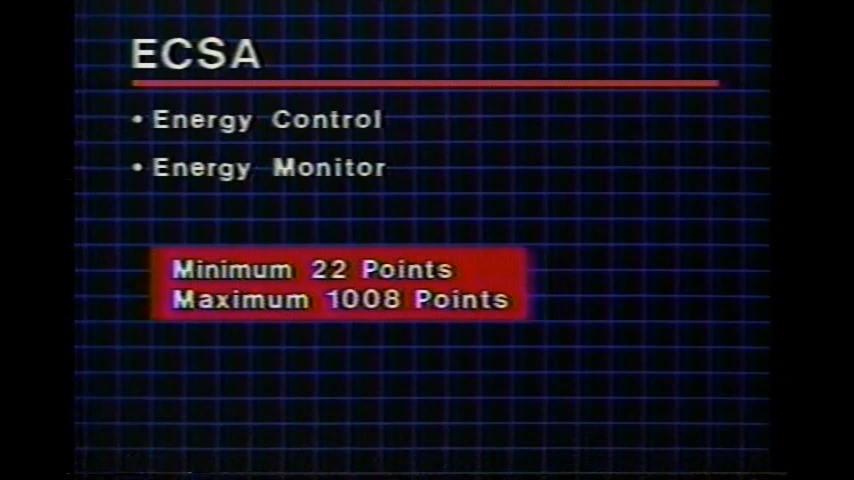 ECSA
• Energy Control
• Energy Monitor
Minimum 22 Points
Maximum 1008 Points